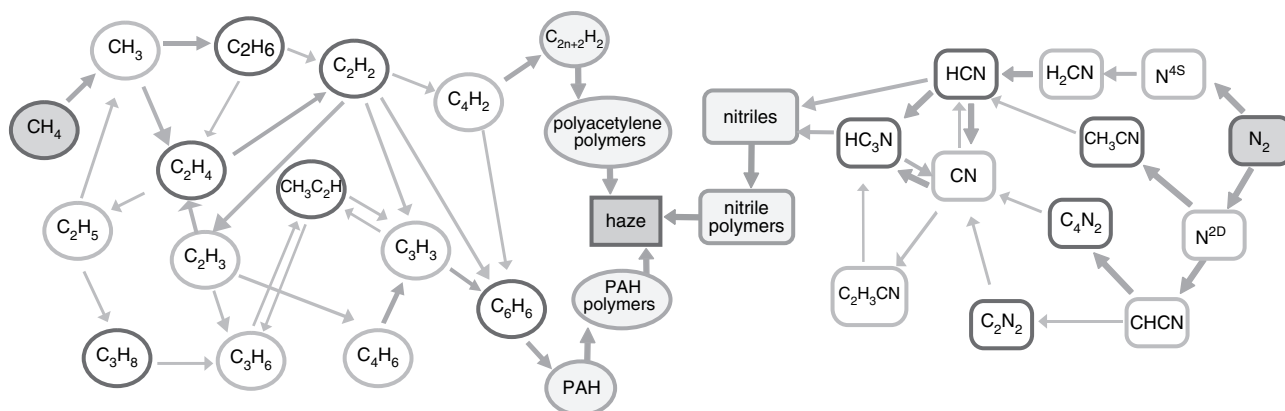 CH₄
CH₃
C2H6
C₂H₂
C₄H₂
C₂ₙ₊₂H₂
polyacetylene
polymers
C₂H₄
C₂H₅
C₂H₃
CH₃C₂H
C₃H₃
C₃H₈
C₃H₆
C₄H₆
C₆H₆
PAH
PAH
polymers
haze
nitriles
nitrile
polymers
HCN
H₂CN
N⁴ˢ
N₂
HC₃N
CN
CH₃CN
C₄N₂
N²ᴰ
C₂H₃CN
C₂N₂
CHCN